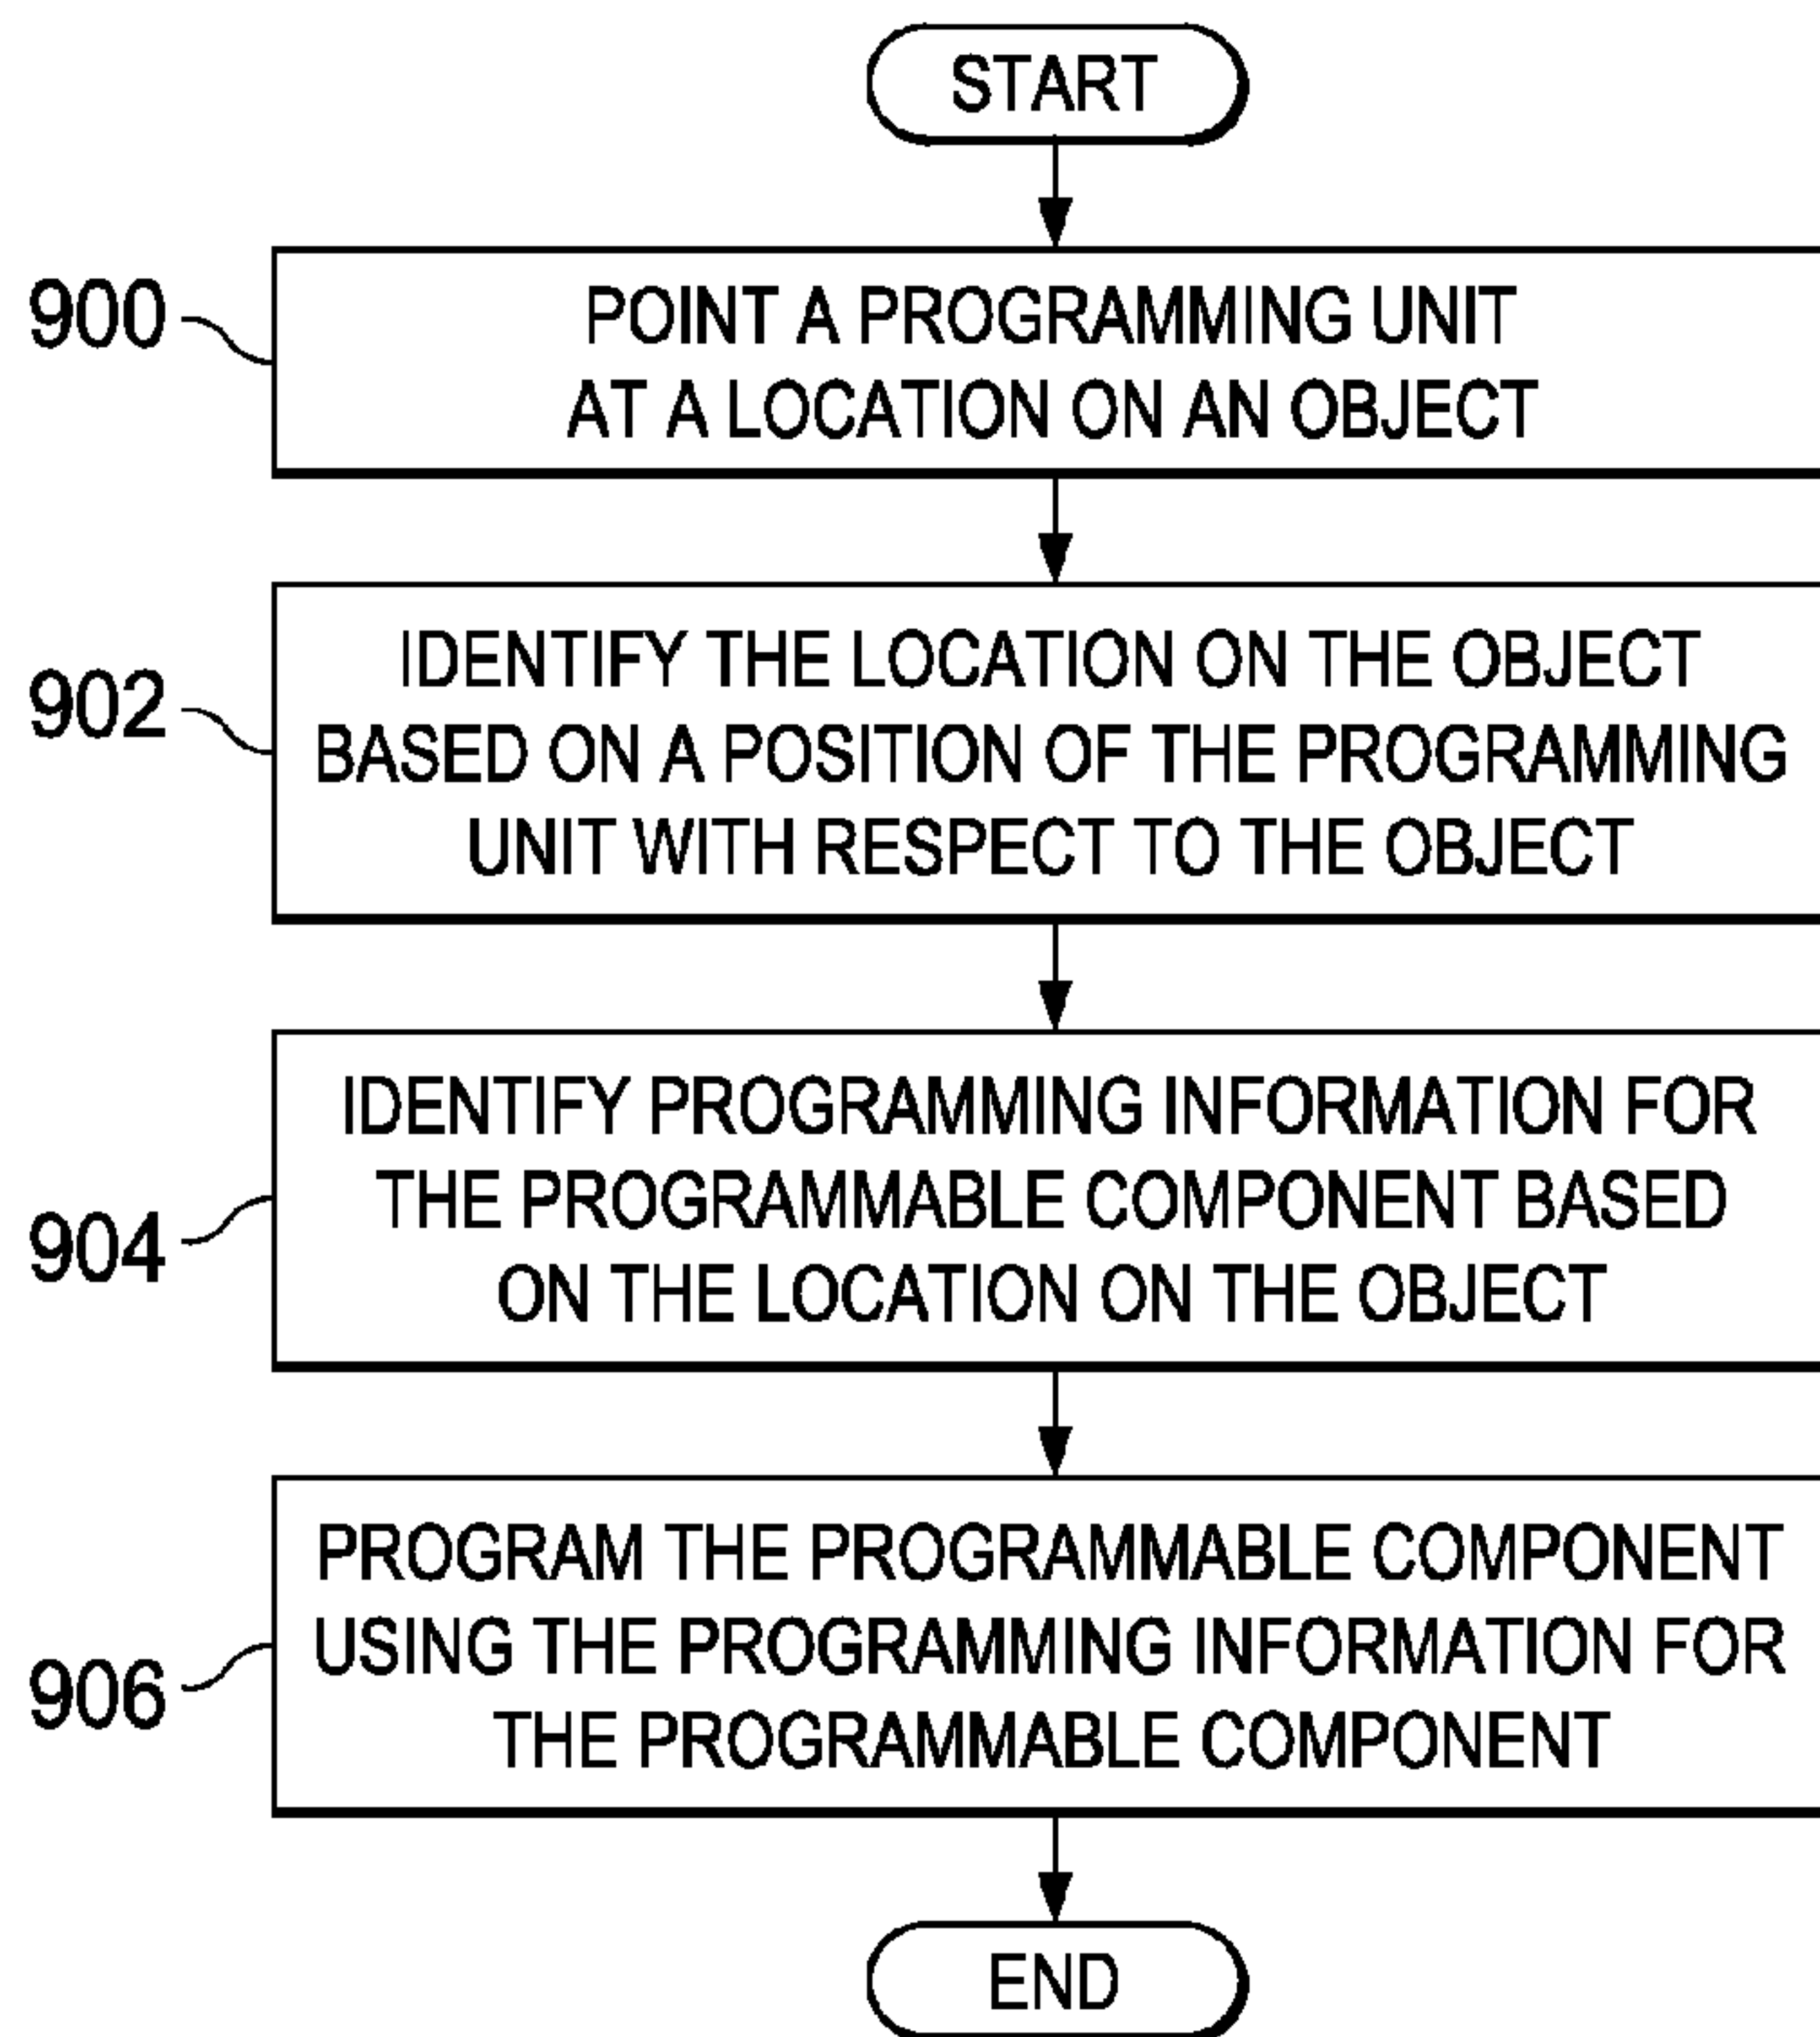 START
900
POINT A PROGRAMMING UNIT
AT A LOCATION ON AN OBJECT
902
IDENTIFY THE LOCATION ON THE OBJECT
BASED ON A POSITION OF THE PROGRAMMING
UNIT WITH RESPECT TO THE OBJECT
904
IDENTIFY PROGRAMMING INFORMATION FOR
THE PROGRAMMABLE COMPONENT BASED
ON THE LOCATION ON THE OBJECT
906
PROGRAM THE PROGRAMMABLE COMPONENT
USING THE PROGRAMMING INFORMATION FOR
THE PROGRAMMABLE COMPONENT
END